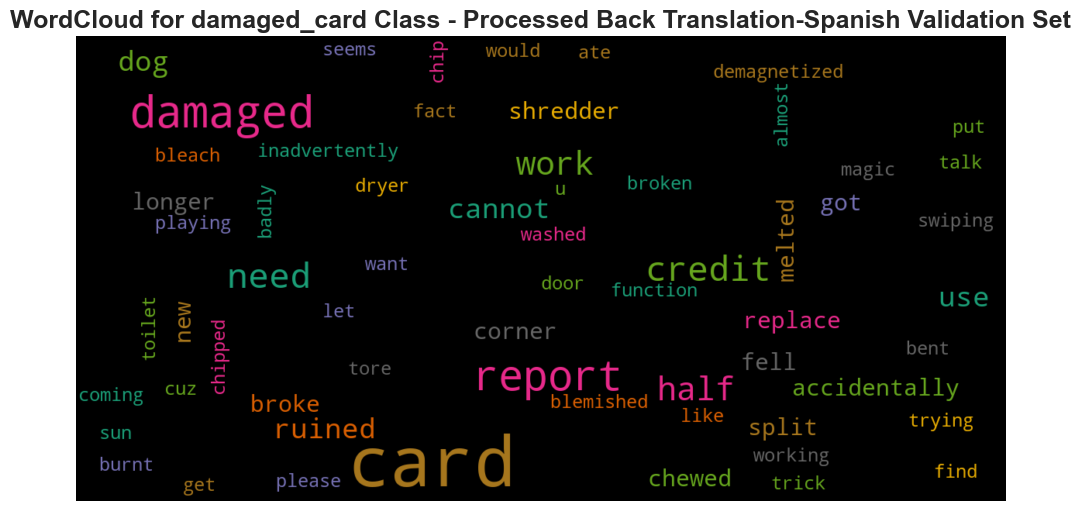 WordCloud for damaged_card Class - Processed Back Translation-Spanish Validation Set
seems
chip
would
ate
dog
demagnetized
damaged
fact
shredder
almost
put
bleach
inadvertently
work
talk
magic
dryer
u
broken
longer
badly
cannot
melted
got
playing
washed
swiping
need
want
credit
door
function
use
toilet
new
let
chipped
corner
replace
tore
fell
bent
coming
cuz
report
half
accidentally
broke
blemished
like
sun
ruined
split
trying
burnt
card
working
get
please
chewed
trick
find